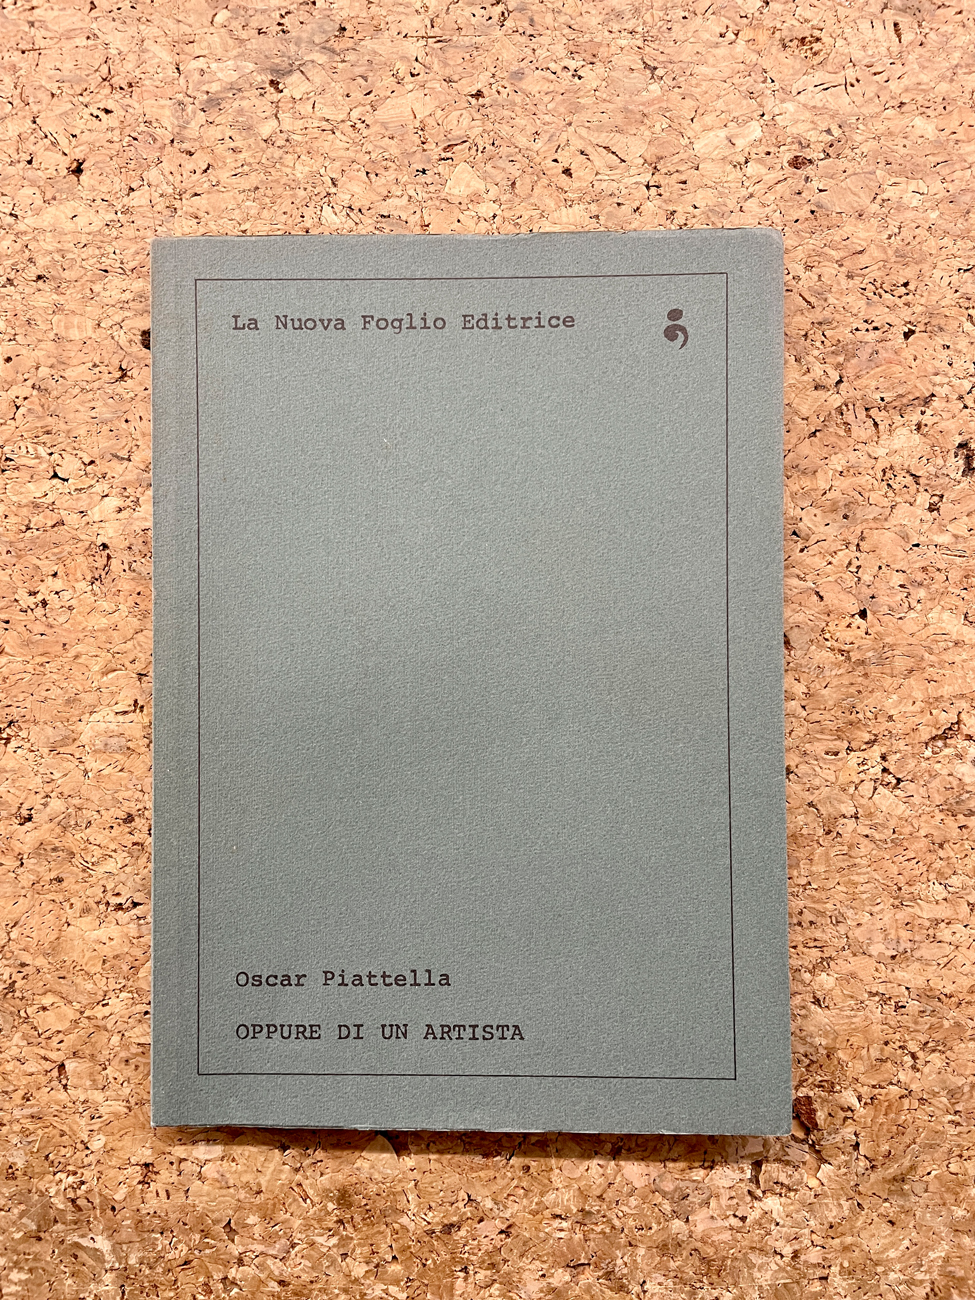 La Nuova Foglio Editrice
Oscar Piattella
OPPURE DI UN ARTISTA